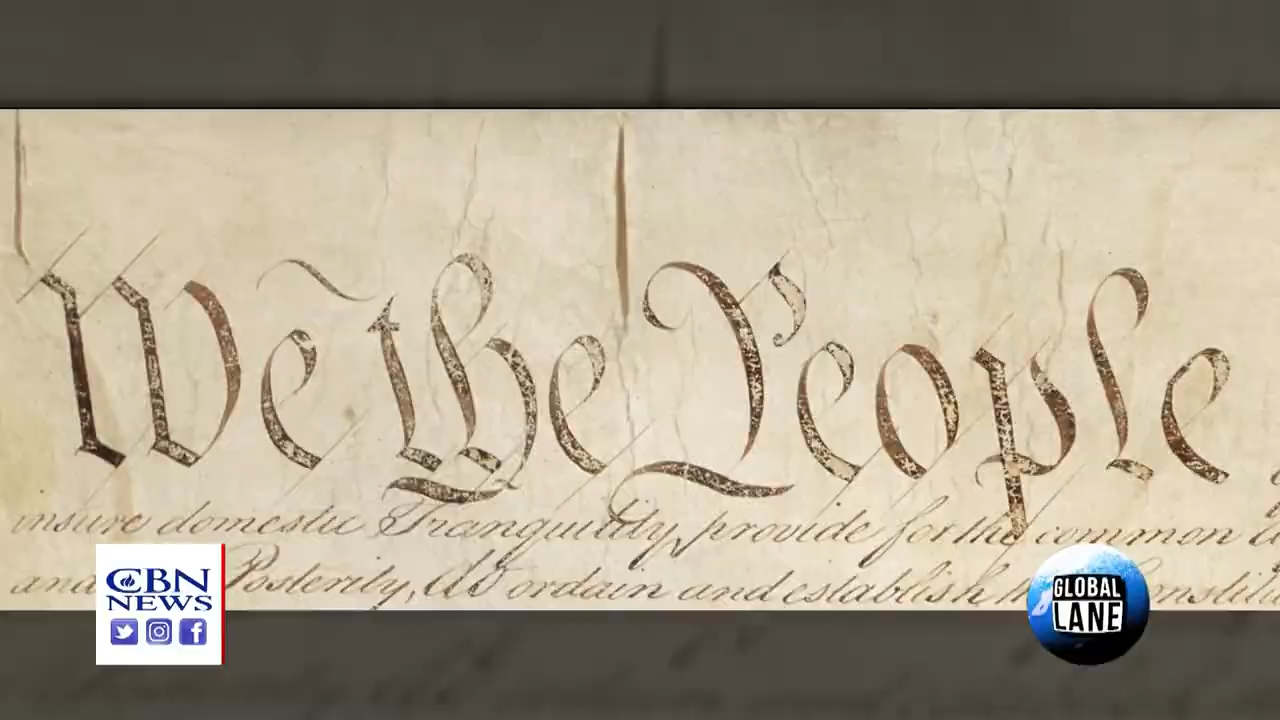 We the People
insure domestic Tranquility, provide for the common
and Posterity, do ordain and establish
CBN
NEWS
GLOBAL
LANE